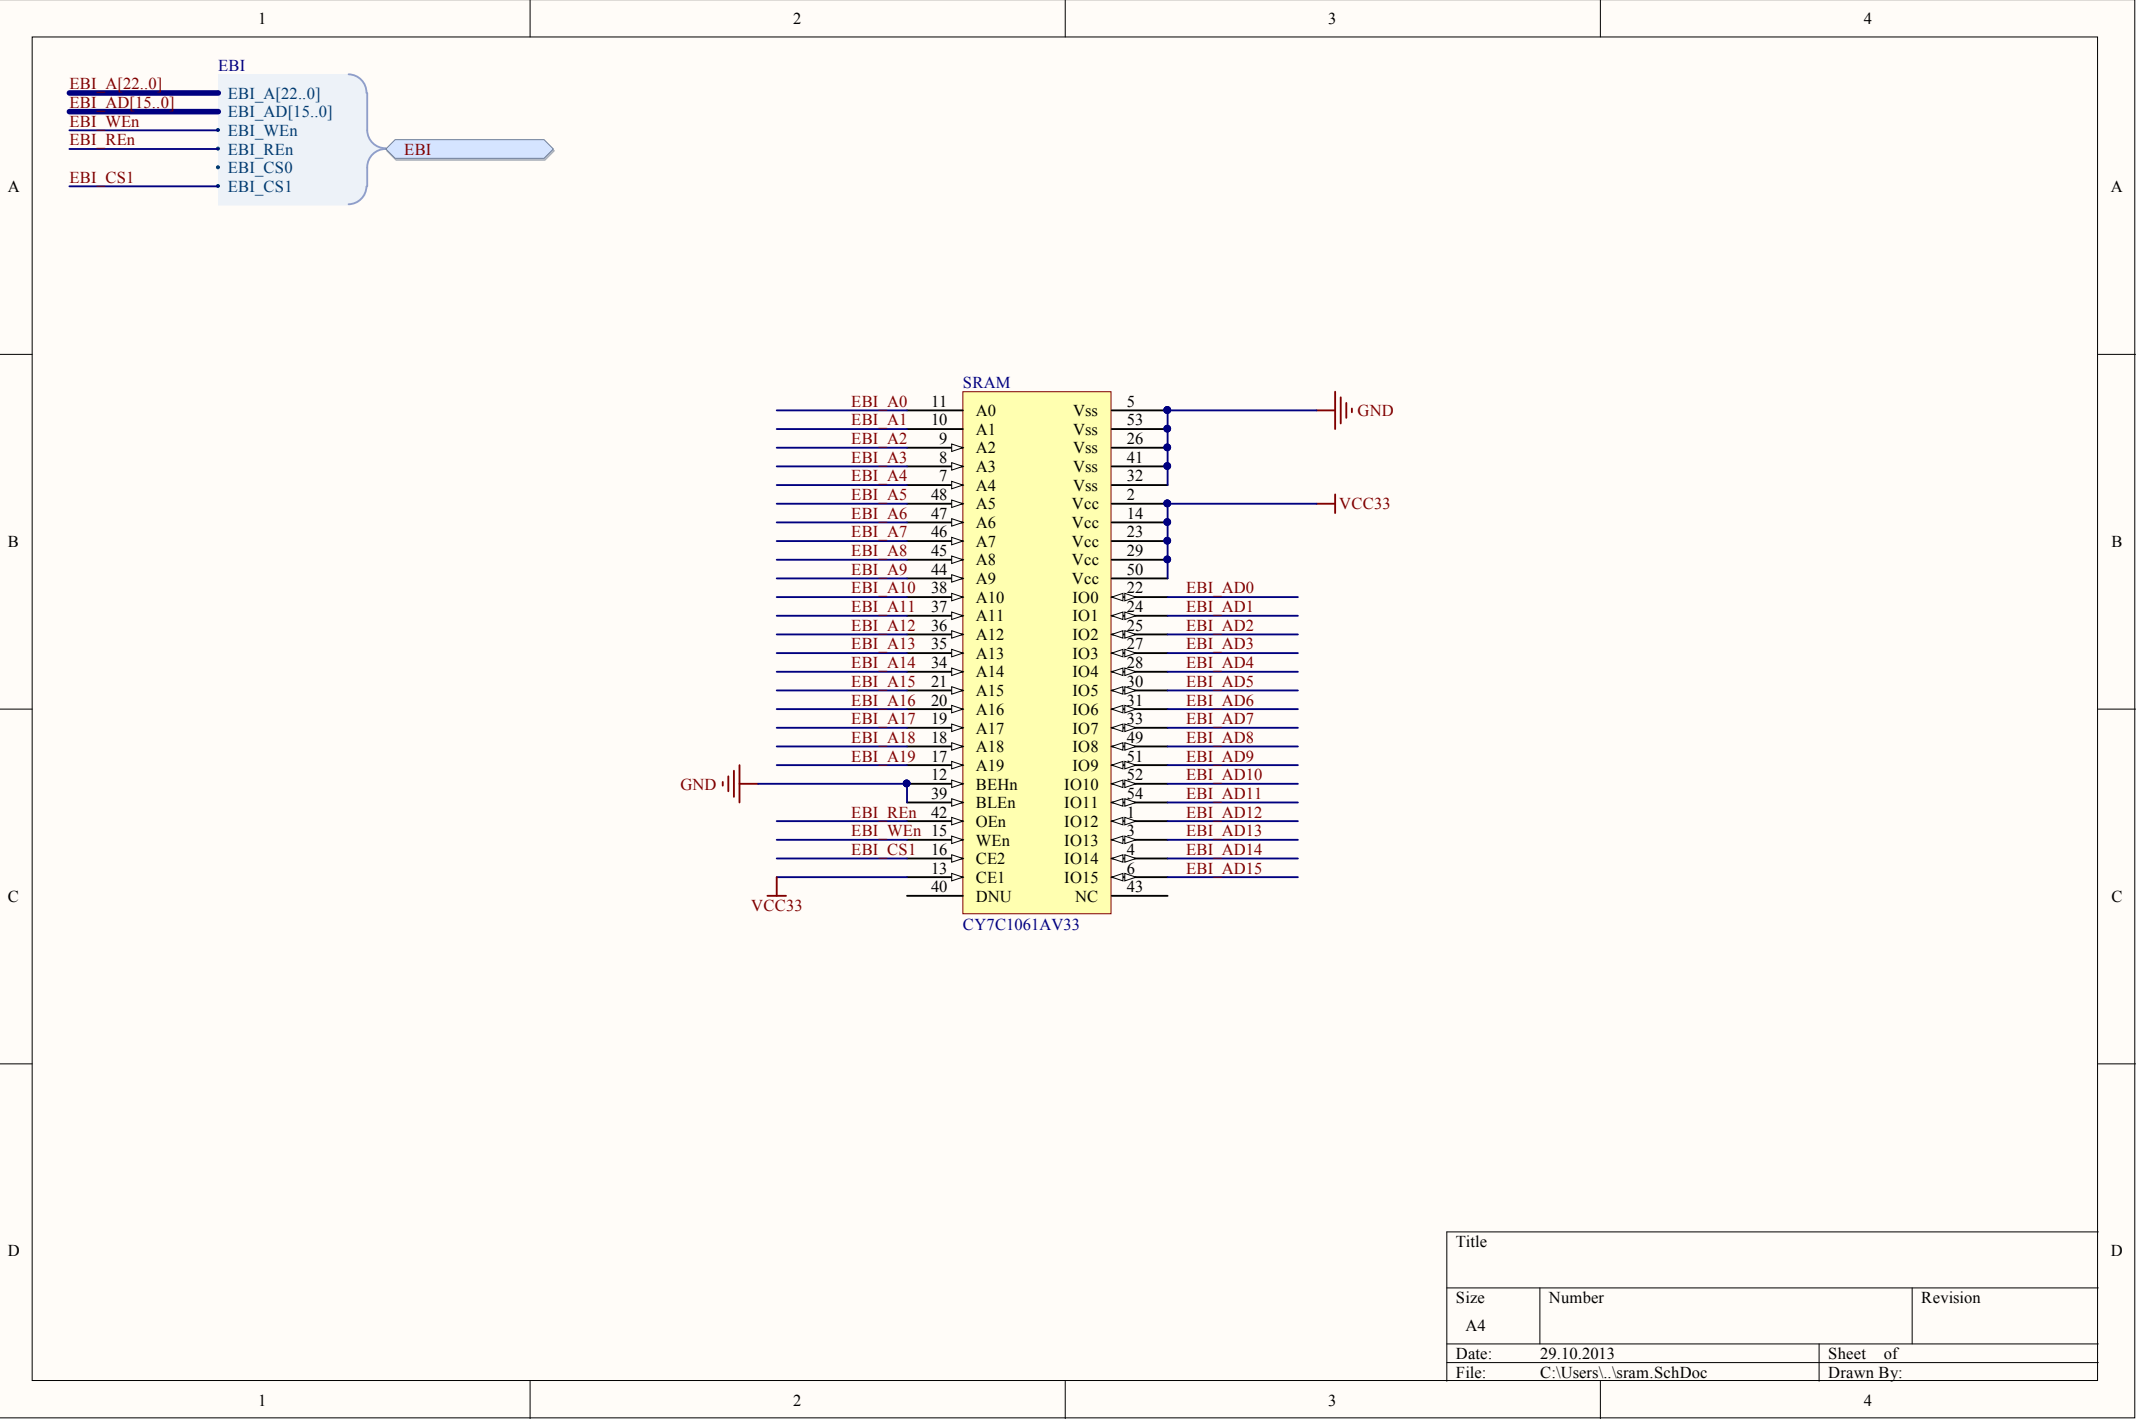 1 2 3 4
EBI
EBI_A[22..0] EBI_A[22..0]
EBI_AD[15..0] EBI_AD[15..0]
EBI_WEn EBI_WEn
EBI_REn EBI_REn EBI
EBI_CS0
EBI_CS1 EBI_CS1
A A
SRAM
EBI_A0 11 A0 Vss 5 GND
EBI_A1 10 A1 Vss 53
EBI_A2 9 A2 Vss 26
EBI_A3 8 A3 Vss 41
EBI_A4 7 A4 Vss 32
EBI_A5 48 A5 Vcc 2 VCC33
EBI_A6 47 A6 Vcc 14
EBI_A7 46 A7 Vcc 23
B B
EBI_A8 45 A8 Vcc 29
EBI_A9 44 A9 Vcc 50
EBI_A10 38 A10 IO0 22 EBI_AD0
EBI_A11 37 A11 IO1 24 EBI_AD1
EBI_A12 36 A12 IO2 25 EBI_AD2
EBI_A13 35 A13 IO3 27 EBI_AD3
EBI_A14 34 A14 IO4 28 EBI_AD4
EBI_A15 21 A15 IO5 30 EBI_AD5
EBI_A16 20 A16 IO6 31 EBI_AD6
EBI_A17 19 A17 IO7 33 EBI_AD7
EBI_A18 18 A18 IO8 49 EBI_AD8
EBI_A19 17 A19 IO9 51 EBI_AD9
GND 12 BEHn IO10 52 EBI_AD10
39 BLEn IO11 54 EBI_AD11
EBI_REn 42 OEn IO12 1 EBI_AD12
EBI_WEn 15 WEn IO13 3 EBI_AD13
EBI_CS1 16 CE2 IO14 4 EBI_AD14
13 CE1 IO15 6 EBI_AD15
40 DNU NC 43
C C
VCC33
CY7C1061AV33
D D
Title
Size Number Revision
A4
Date: 29.10.2013 Sheet of
File: C:\Users\..\sram.SchDoc Drawn By:
1 2 3 4